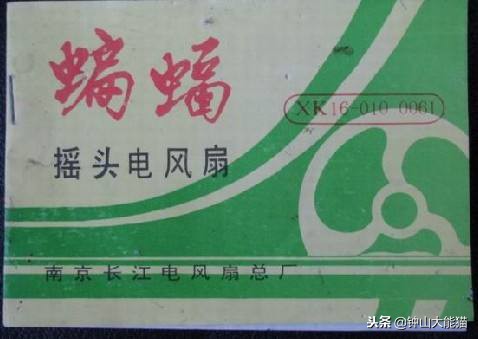 蝙蝠
XK16-010 0061
摇头电风扇
南京长江电风扇总厂
头条 @钟山大能猫